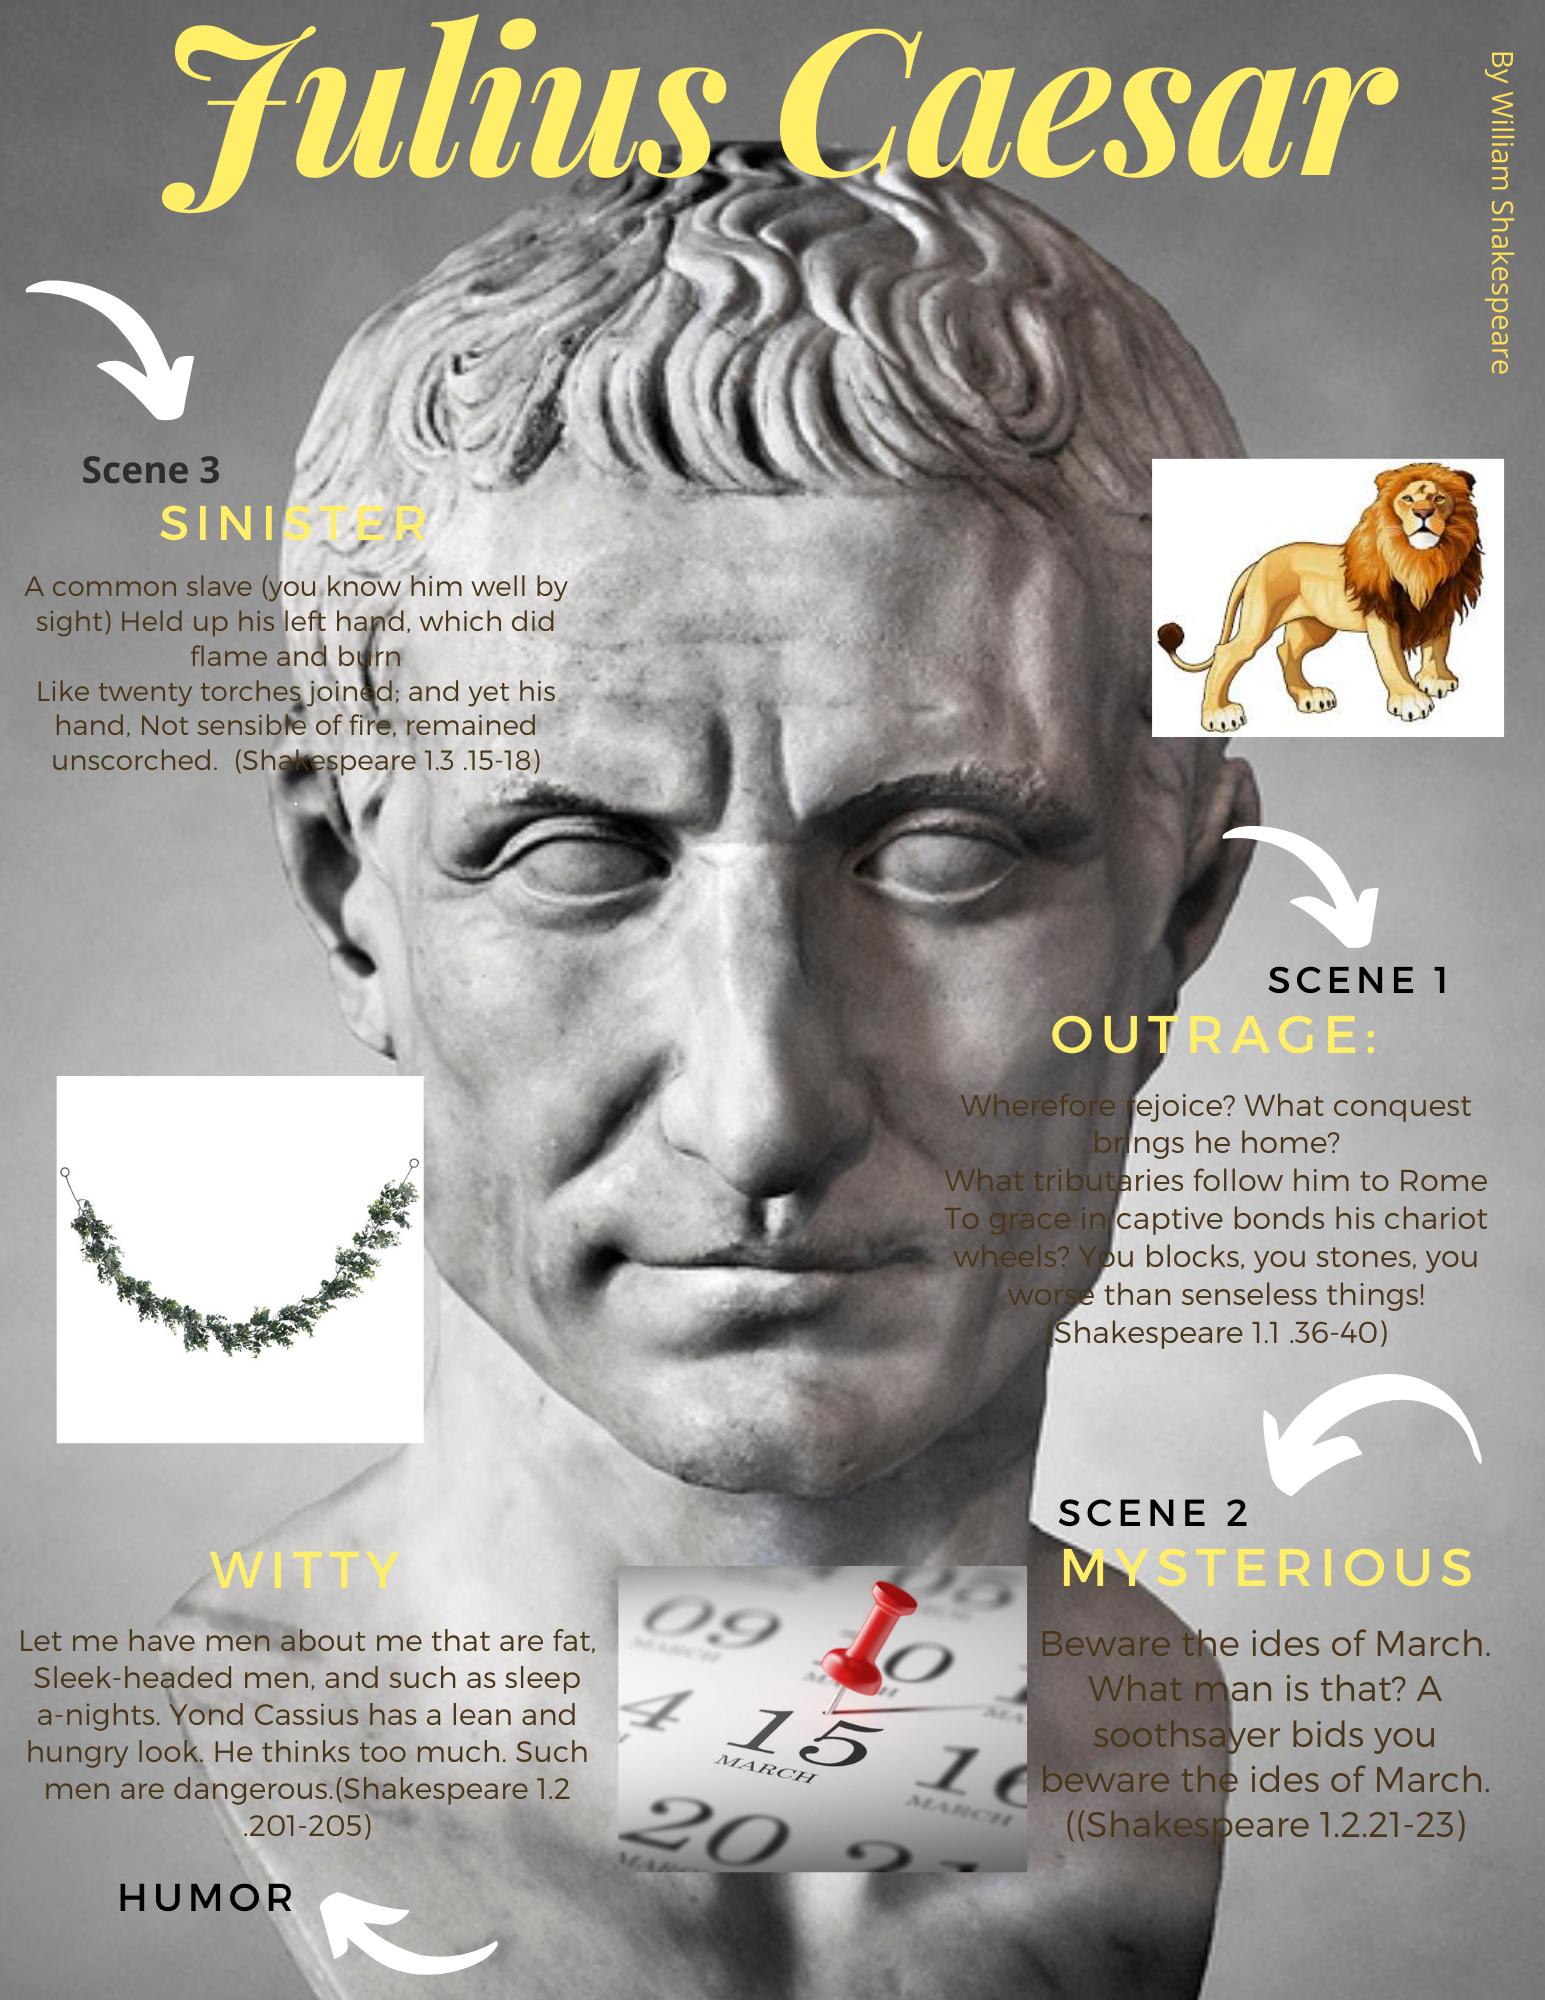 Julius Caesar
By William Shakespeare
Scene 3
SINISTER
A common slave (you know him well by
sight) Held up his left hand, which did
flame and burn
Like twenty torches joined; and yet his
hand, Not sensible of fire, remained
unscorched. (Shakespeare 1.3 .15-18)
.
SCENE 1
OUTRAGE:
Wherefore rejoice? What conquest
brings he home?
What tributaries follow him to Rome
To grace in captive bonds his chariot
wheels? You blocks, you stones, you
worse than senseless things!
(Shakespeare 1.1 .36-40)
SCENE 2
MYSTERIOUS
Beware the ides of March.
What man is that? A
soothsayer bids you
beware the ides of March.
((Shakespeare 1.2.21-23)
WITTY
Let me have men about me that are fat,
Sleek-headed men, and such as sleep
a-nights. Yond Cassius has a lean and
hungry look. He thinks too much. Such
men are dangerous.(Shakespeare 1.2
.201-205)
HUMOR
09
MARCH
15
MARCH
16
MARCH
20
21